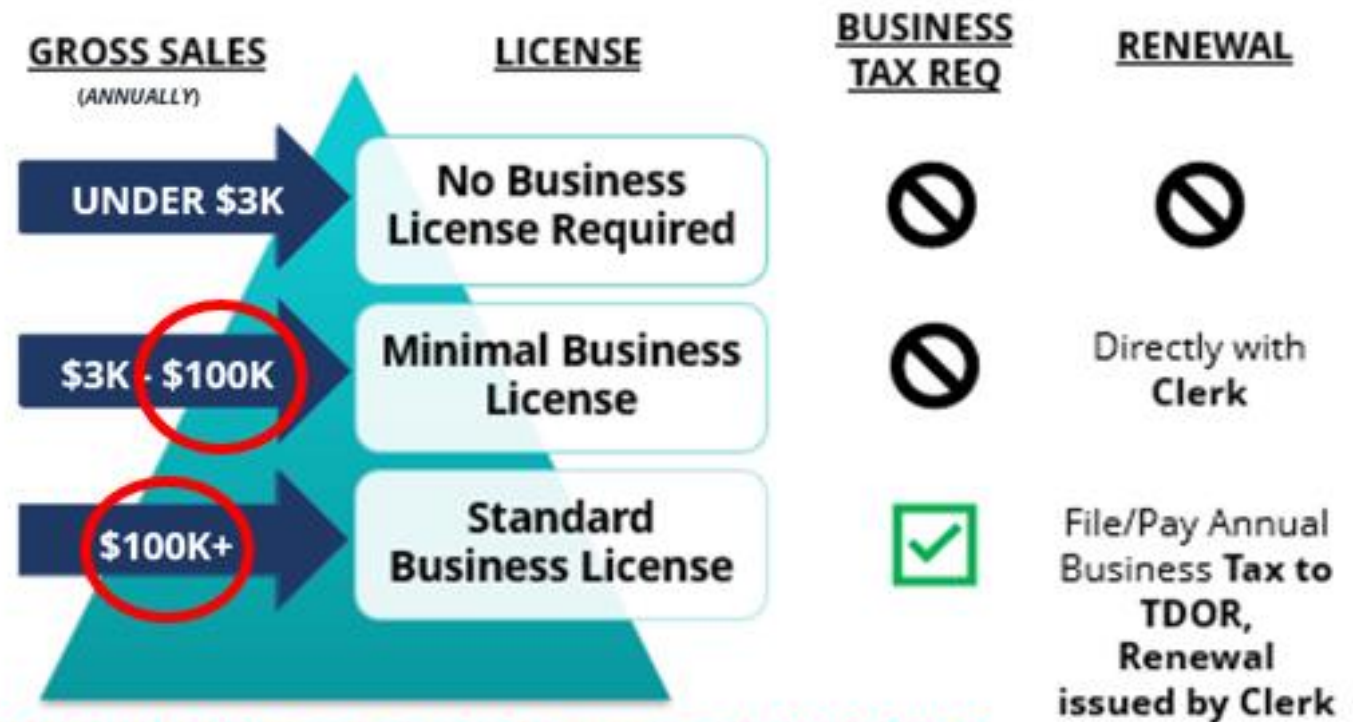 GROSS SALES
(ANNUALLY)
LICENSE
BUSINESS
TAX REQ
RENEWAL
UNDER $3K
No Business
License Required
$3K - $100K
Minimal Business
License
Directly with
Clerk
$100K+
Standard
Business License
File/Pay Annual
Business Tax to
TDOR,
Renewal
issued by Clerk